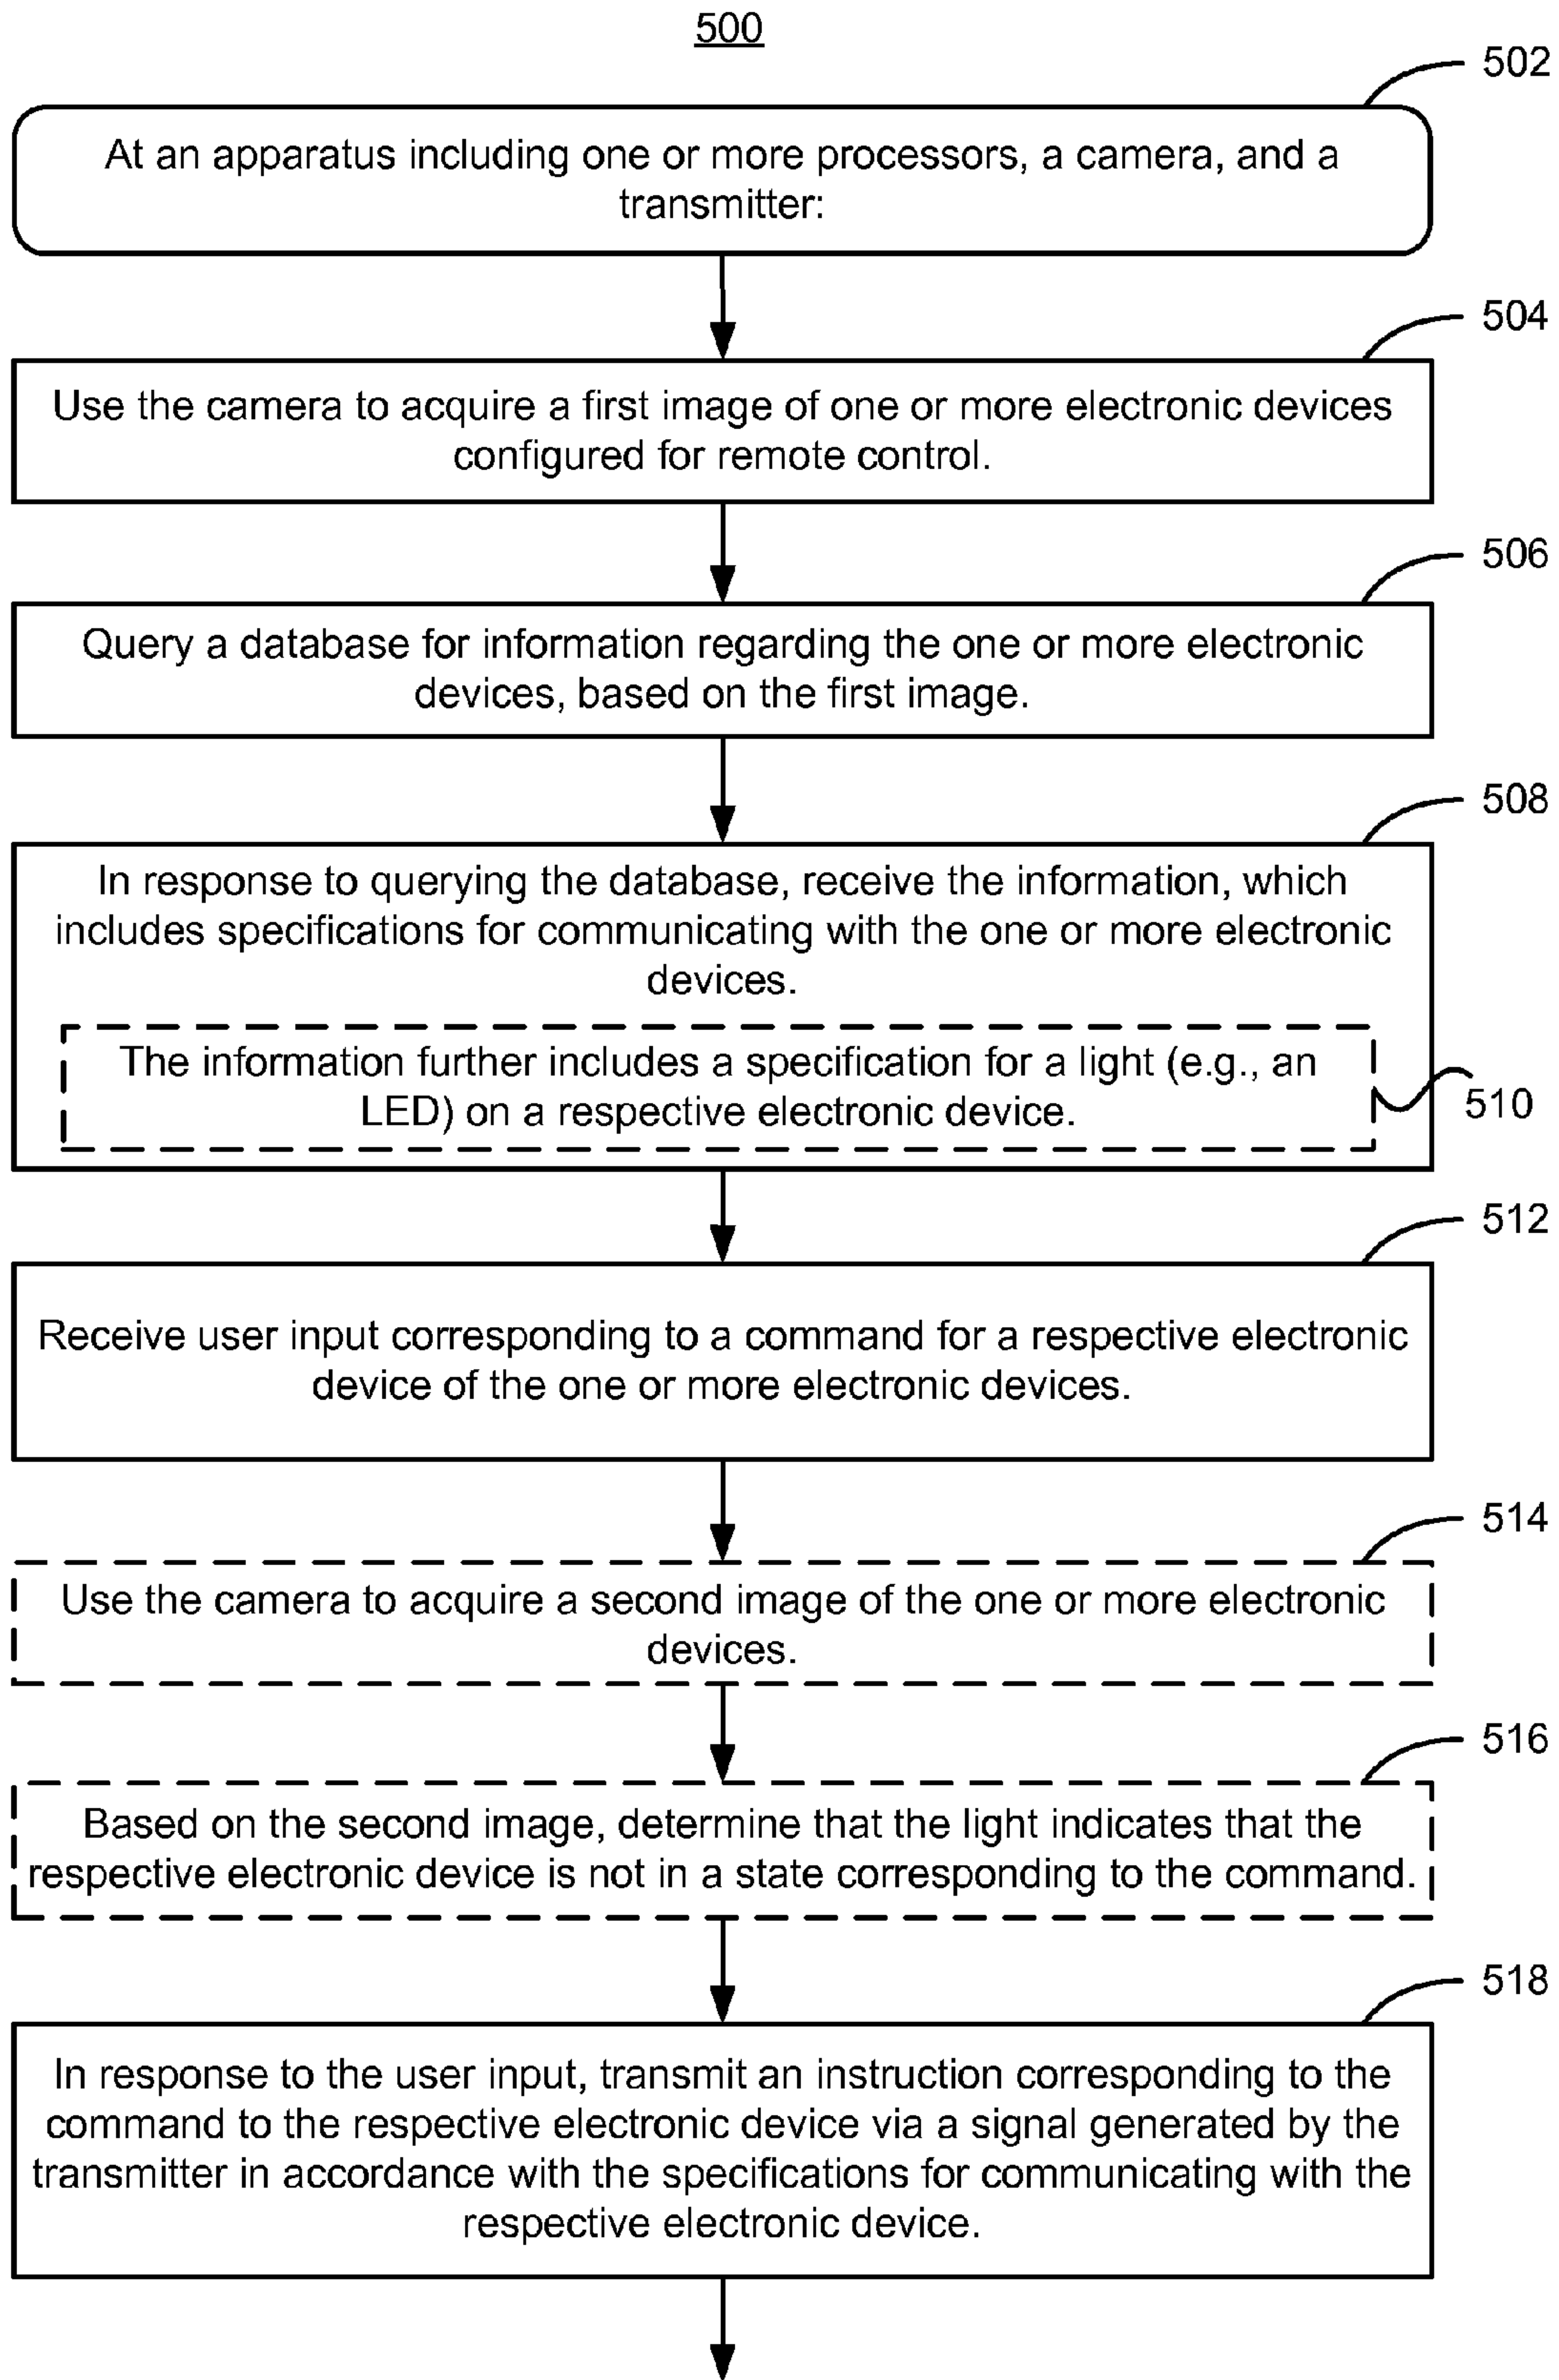 500
502
At an apparatus including one or more processors, a camera, and a
transmitter:
504
Use the camera to acquire a first image of one or more electronic devices
configured for remote control.
506
Query a database for information regarding the one or more electronic
devices, based on the first image.
508
In response to querying the database, receive the information, which
includes specifications for communicating with the one or more electronic
devices.
The information further includes a specification for a light (e.g., an
LED) on a respective electronic device.
510
512
Receive user input corresponding to a command for a respective electronic
device of the one or more electronic devices.
514
Use the camera to acquire a second image of the one or more electronic
devices.
516
Based on the second image, determine that the light indicates that the
respective electronic device is not in a state corresponding to the command.
518
In response to the user input, transmit an instruction corresponding to the
command to the respective electronic device via a signal generated by the
transmitter in accordance with the specifications for communicating with the
respective electronic device.